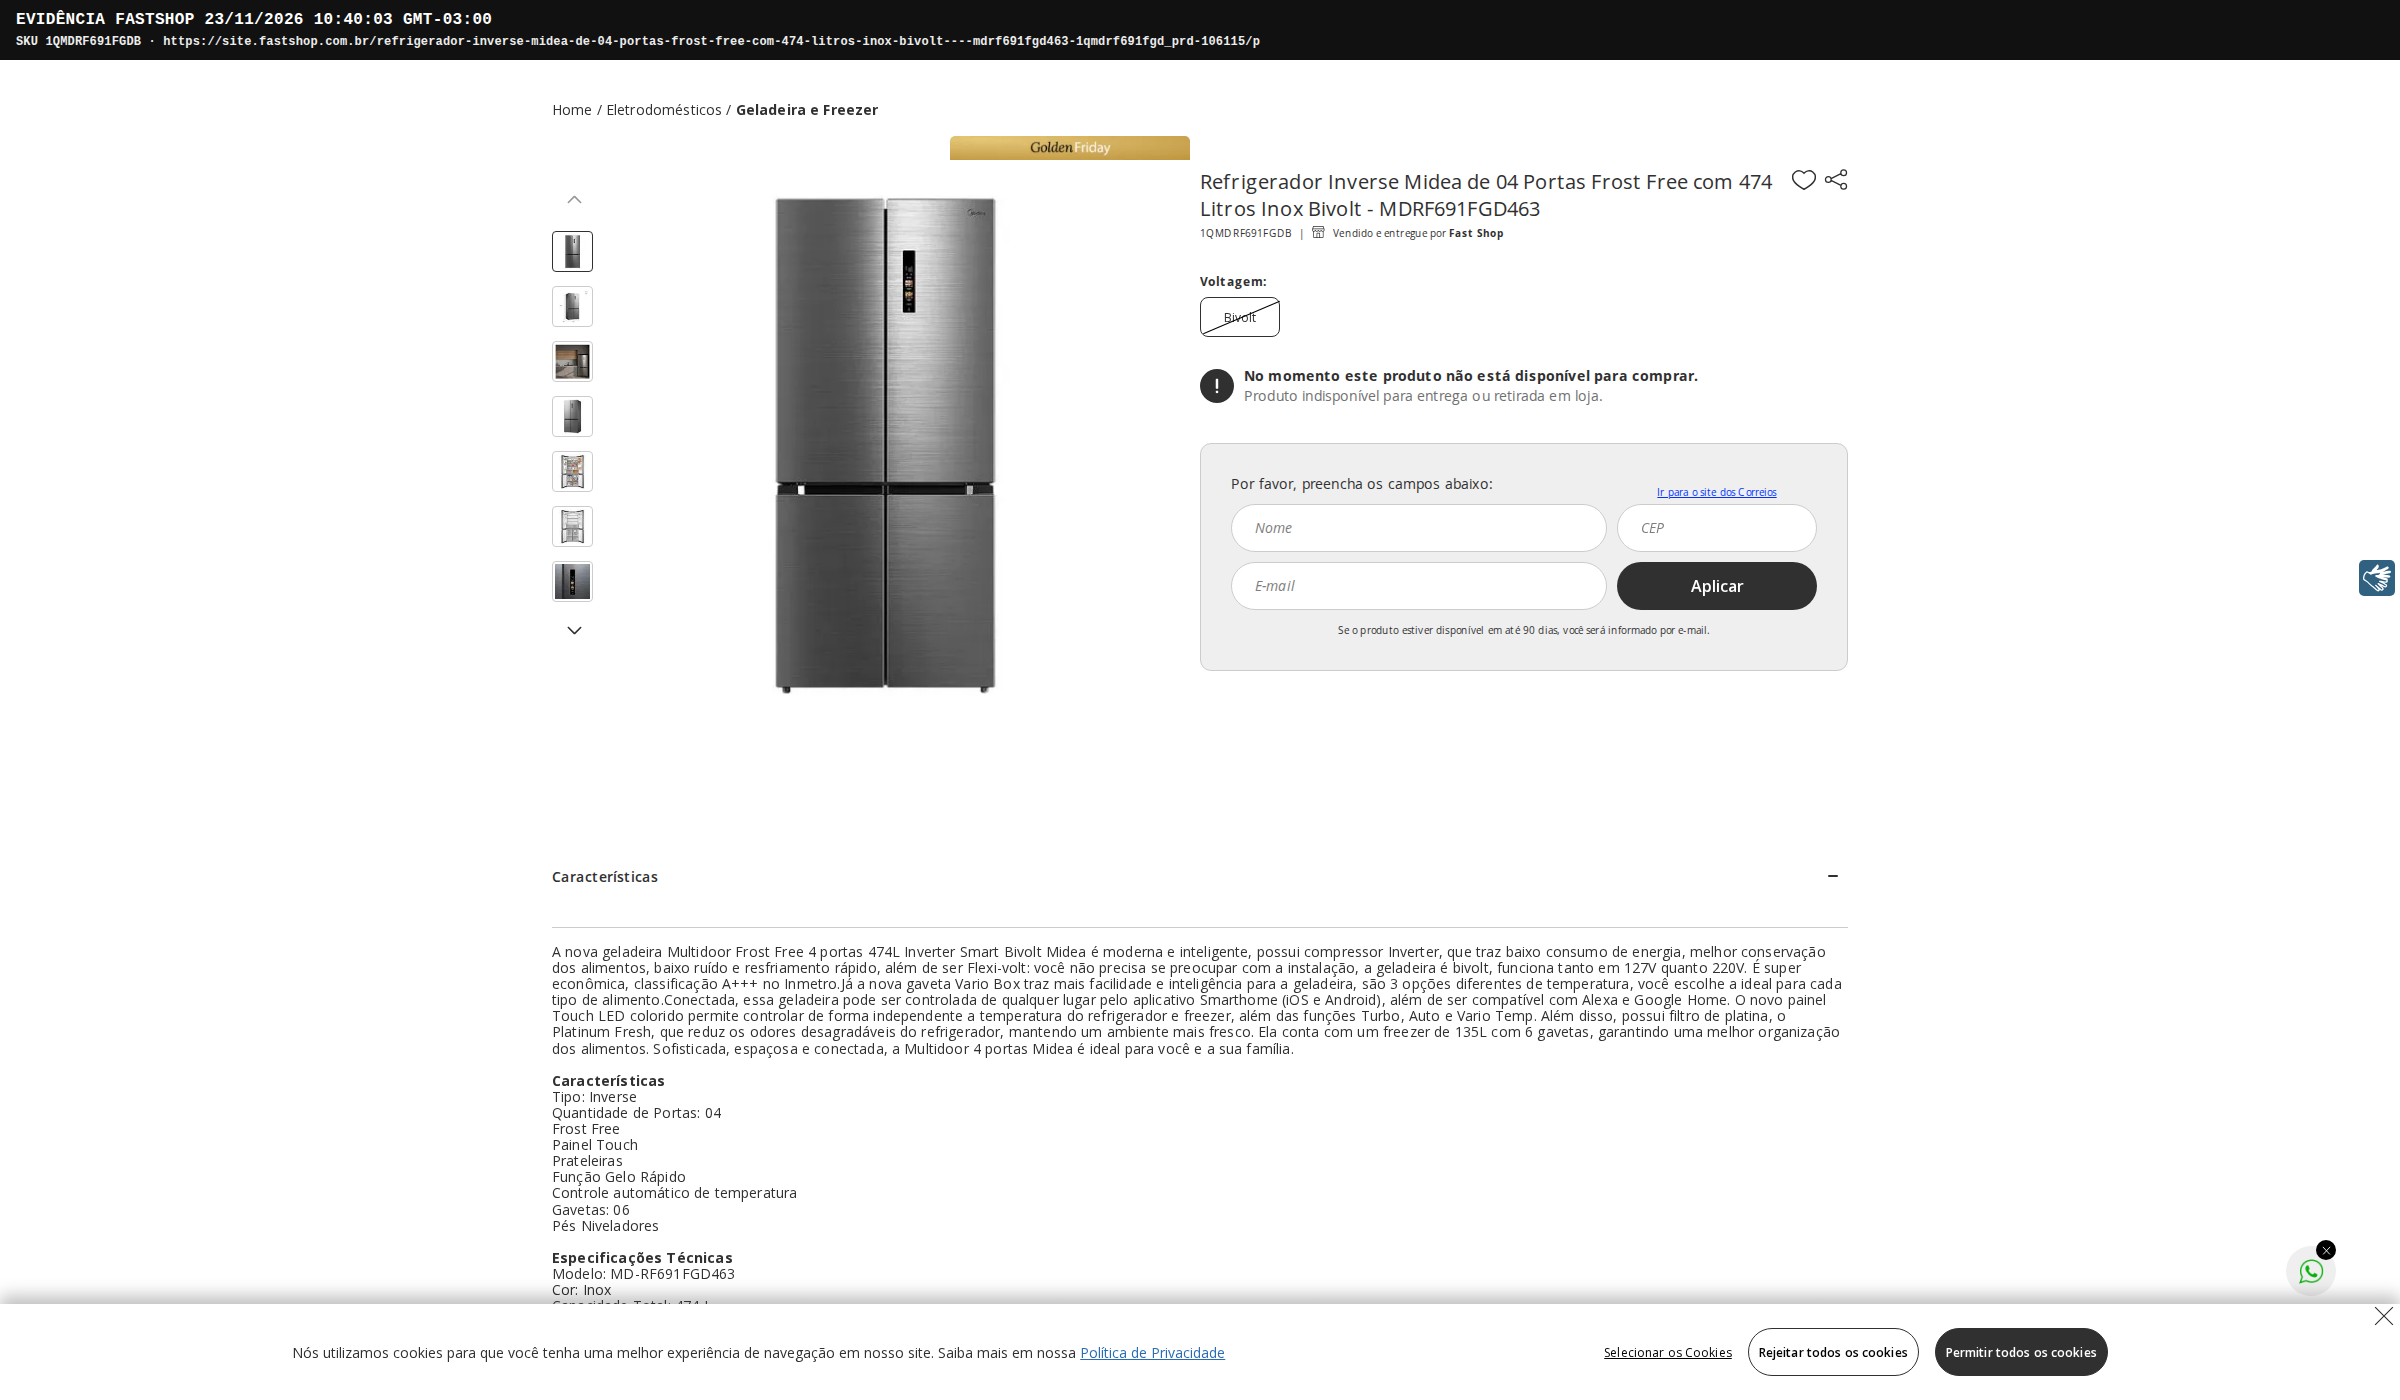 EVIDÊNCIA FASTSHOP 23/11/2026 10:40:03 GMT-03:00
SKU 1QMDRF691FGDB · https://site.fastshop.com.br/refrigerador-inverse-midea-de-04-portas-frost-free-com-474-litros-inox-bivolt----mdrf691fgd463-1qmdrf691fgd_prd-106115/p
Home / Eletrodomésticos / Geladeira e Freezer
Golden Friday
Refrigerador Inverse Midea de 04 Portas Frost Free com 474
Litros Inox Bivolt - MDRF691FGD463
1QMDRF691FGDB | Vendido e entregue por Fast Shop
Voltagem:
Bivolt
No momento este produto não está disponível para comprar.
Produto indisponível para entrega ou retirada em loja.
Por favor, preencha os campos abaixo:
Ir para o site dos Correios
Nome
CEP
E-mail
Aplicar
Se o produto estiver disponível em até 90 dias, você será informado por e-mail.
Características
A nova geladeira Multidoor Frost Free 4 portas 474L Inverter Smart Bivolt Midea é moderna e inteligente, possui compressor Inverter, que traz baixo consumo de energia, melhor conservação
dos alimentos, baixo ruído e resfriamento rápido, além de ser Flexi-volt: você não precisa se preocupar com a instalação, a geladeira é bivolt, funciona tanto em 127V quanto 220V. É super
econômica, classificação A+++ no Inmetro.Já a nova gaveta Vario Box traz mais facilidade e inteligência para a geladeira, são 3 opções diferentes de temperatura, você escolhe a ideal para cada
tipo de alimento.Conectada, essa geladeira pode ser controlada de qualquer lugar pelo aplicativo Smarthome (iOS e Android), além de ser compatível com Alexa e Google Home. O novo painel
Touch LED colorido permite controlar de forma independente a temperatura do refrigerador e freezer, além das funções Turbo, Auto e Vario Temp. Além disso, possui filtro de platina, o
Platinum Fresh, que reduz os odores desagradáveis do refrigerador, mantendo um ambiente mais fresco. Ela conta com um freezer de 135L com 6 gavetas, garantindo uma melhor organização
dos alimentos. Sofisticada, espaçosa e conectada, a Multidoor 4 portas Midea é ideal para você e a sua família.
Características
Tipo: Inverse
Quantidade de Portas: 04
Frost Free
Painel Touch
Prateleiras
Função Gelo Rápido
Controle automático de temperatura
Gavetas: 06
Pés Niveladores
Especificações Técnicas
Modelo: MD-RF691FGD463
Cor: Inox
Capacidade Total: 474 L
Nós utilizamos cookies para que você tenha uma melhor experiência de navegação em nosso site. Saiba mais em nossa Política de Privacidade
Selecionar os Cookies
Rejeitar todos os cookies
Permitir todos os cookies